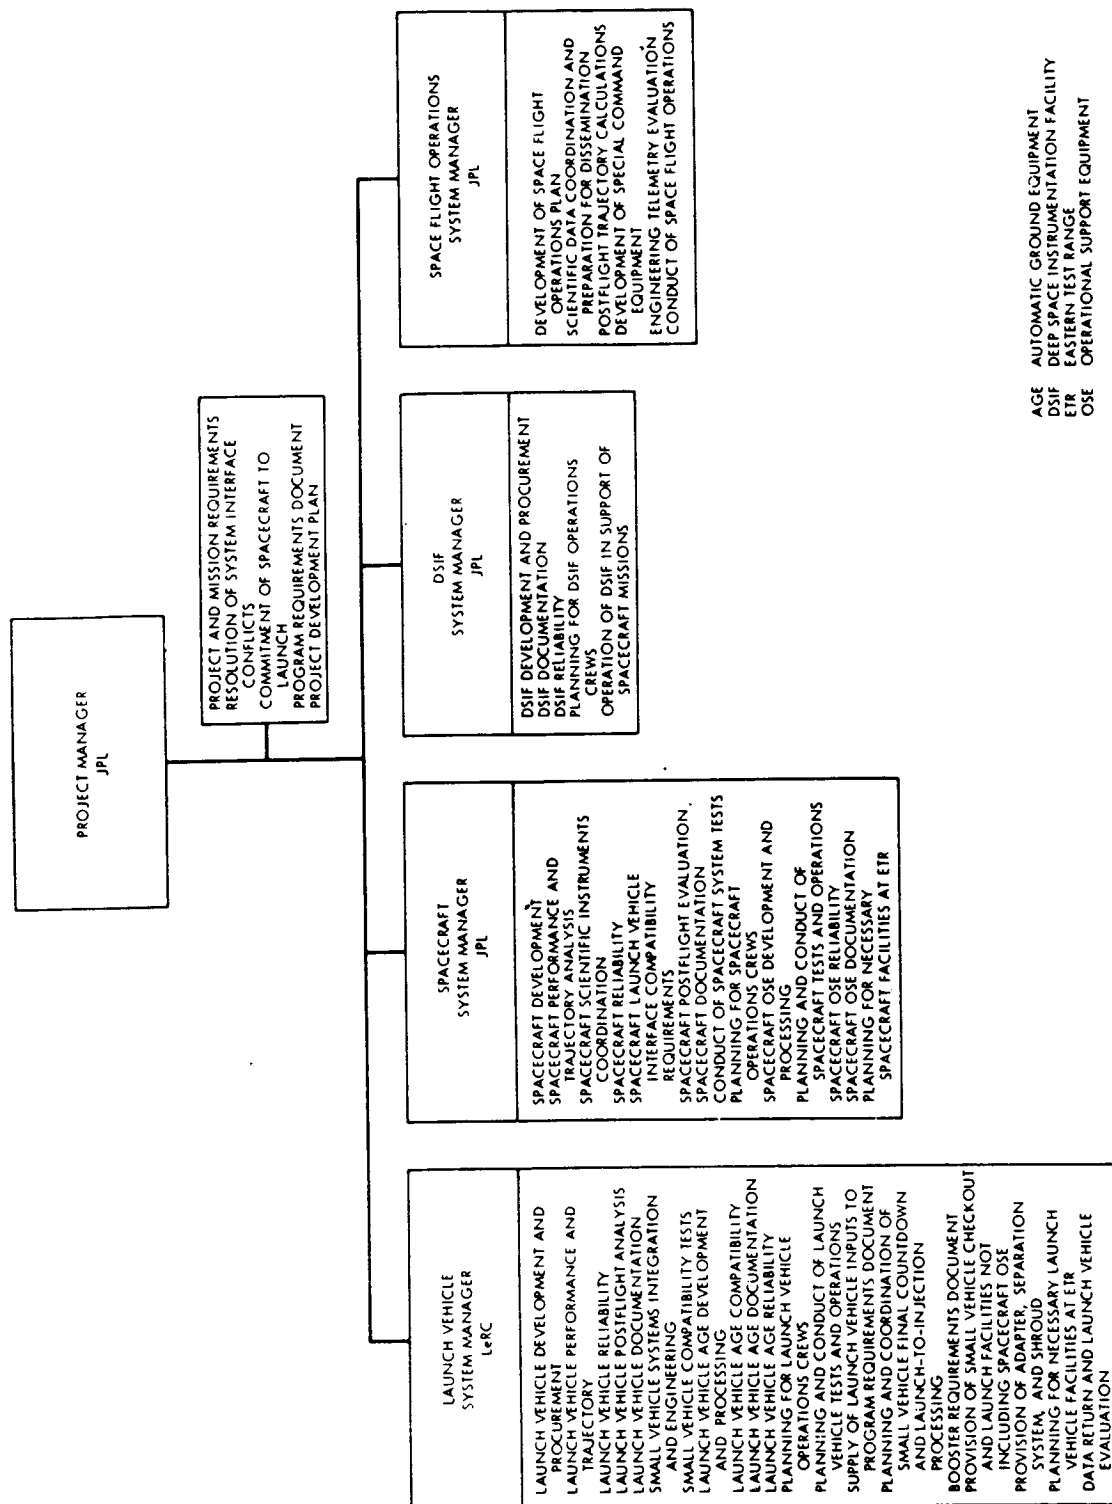 PROJECT MANAGER
JPL
PROJECT AND MISSION REQUIREMENTS
RESOLUTION OF SYSTEM INTERFACE
CONFLICTS
COMMITMENT OF SPACECRAFT TO
LAUNCH
PROGRAM REQUIREMENTS DOCUMENT
PROJECT DEVELOPMENT PLAN
LAUNCH VEHICLE
SYSTEM MANAGER
LeRC
LAUNCH VEHICLE DEVELOPMENT AND
PROCUREMENT
LAUNCH VEHICLE PERFORMANCE AND
TRAJECTORY
LAUNCH VEHICLE RELIABILITY
LAUNCH VEHICLE POSTFLIGHT ANALYSIS
LAUNCH VEHICLE DOCUMENTATION
SMALL VEHICLE SYSTEMS INTEGRATION
AND ENGINEERING
SMALL VEHICLE COMPATIBILITY TESTS
LAUNCH VEHICLE AGE DEVELOPMENT
AND PROCESSING
LAUNCH VEHICLE AGE COMPATIBILITY
LAUNCH VEHICLE AGE DOCUMENTATION
LAUNCH VEHICLE AGE RELIABILITY
PLANNING FOR LAUNCH VEHICLE
OPERATIONS CREWS
PLANNING AND CONDUCT OF LAUNCH
VEHICLE TESTS AND OPERATIONS
SUPPLY OF LAUNCH VEHICLE INPUTS TO
PROGRAM REQUIREMENTS DOCUMENT
PLANNING AND COORDINATION OF
SMALL VEHICLE FINAL COUNTDOWN
AND LAUNCH-TO-INJECTION
PROCESSING
BOOSTER REQUIREMENTS DOCUMENT
PROVISION OF SMALL VEHICLE CHECKOUT
AND LAUNCH FACILITIES NOT
INCLUDING SPACECRAFT OSE
PROVISION OF ADAPTER, SEPARATION
SYSTEM, AND SHROUD
PLANNING FOR NECESSARY LAUNCH
VEHICLE FACILITIES AT ETR
DATA RETURN AND LAUNCH VEHICLE
EVALUATION
SPACECRAFT
SYSTEM MANAGER
JPL
SPACECRAFT DEVELOPMENT
SPACECRAFT PERFORMANCE AND
TRAJECTORY ANALYSIS
SPACECRAFT SCIENTIFIC INSTRUMENTS
COORDINATION
SPACECRAFT RELIABILITY
SPACECRAFT LAUNCH VEHICLE
INTERFACE COMPATIBILITY
REQUIREMENTS
SPACECRAFT POSTFLIGHT EVALUATION
SPACECRAFT DOCUMENTATION
CONDUCT OF SPACECRAFT SYSTEM TESTS
PLANNING FOR SPACECRAFT
OPERATIONS CREWS
SPACECRAFT OSE DEVELOPMENT AND
PROCESSING
PLANNING AND CONDUCT OF
SPACECRAFT TESTS AND OPERATIONS
SPACECRAFT OSE RELIABILITY
SPACECRAFT OSE DOCUMENTATION
PLANNING FOR NECESSARY
SPACECRAFT FACILITIES AT ETR
DSIF
SYSTEM MANAGER
JPL
DSIF DEVELOPMENT AND PROCUREMENT
DSIF DOCUMENTATION
DSIF RELIABILITY
PLANNING FOR DSIF OPERATIONS
CREWS
OPERATION OF DSIF IN SUPPORT OF
SPACECRAFT MISSIONS
SPACE FLIGHT OPERATIONS
SYSTEM MANAGER
JPL
DEVELOPMENT OF SPACE FLIGHT
OPERATIONS PLAN
SCIENTIFIC DATA COORDINATION AND
PREPARATION FOR DISSEMINATION
POSTFLIGHT TRAJECTORY CALCULATIONS
DEVELOPMENT OF SPECIAL COMMAND
EQUIPMENT
ENGINEERING TELEMETRY EVALUATION
CONDUCT OF SPACE FLIGHT OPERATIONS
AGE AUTOMATIC GROUND EQUIPMENT
DSIF DEEP SPACE INSTRUMENTATION FACILITY
ETR EASTERN TEST RANGE
OSE OPERATIONAL SUPPORT EQUIPMENT